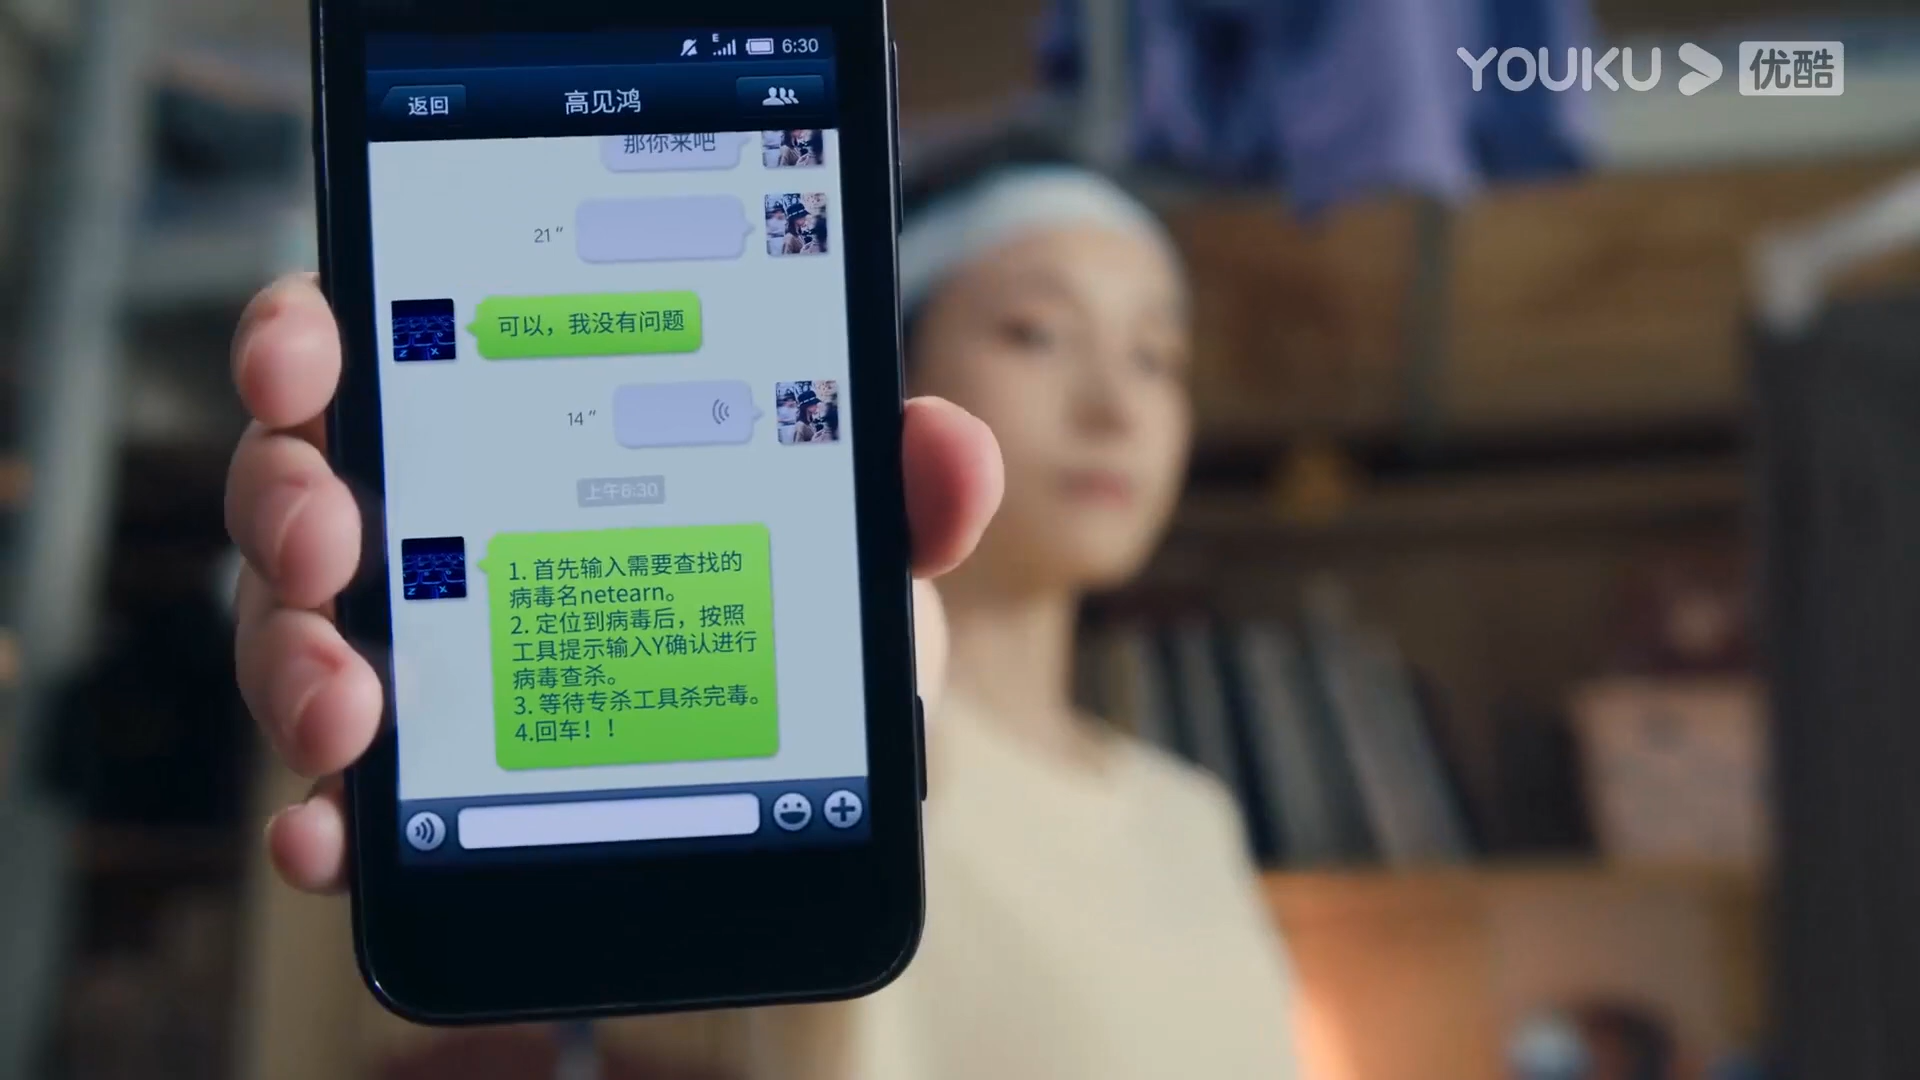 YOUKU 优酷
E 6:30
返回 高见鸿
那你来吧
21"
可以，我没有问题
14"
上午6:30
1. 首先输入需要查找的
病毒名netearn。
2. 定位到病毒后，按照
工具提示输入Y确认进行
病毒查杀。
3. 等待专杀工具杀完毒。
4.回车！！
Z X
Z X